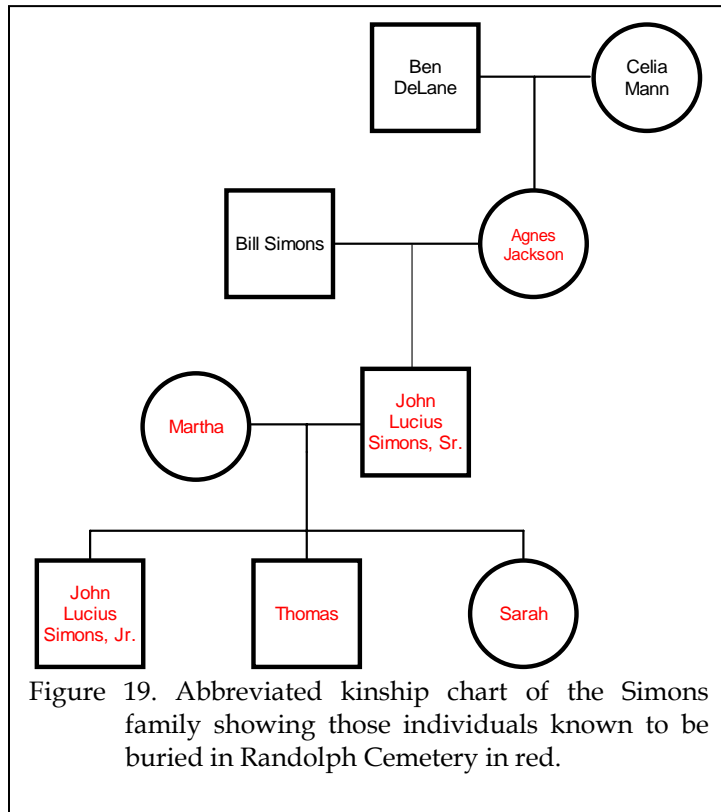 Ben
DeLane
Celia
Mann
Bill Simons
Agnes
Jackson
Martha
John
Lucius
Simons, Sr.
John
Lucius
Simons, Jr.
Thomas
Sarah
Figure 19. Abbreviated kinship chart of the Simons
family showing those individuals known to be
buried in Randolph Cemetery in red.